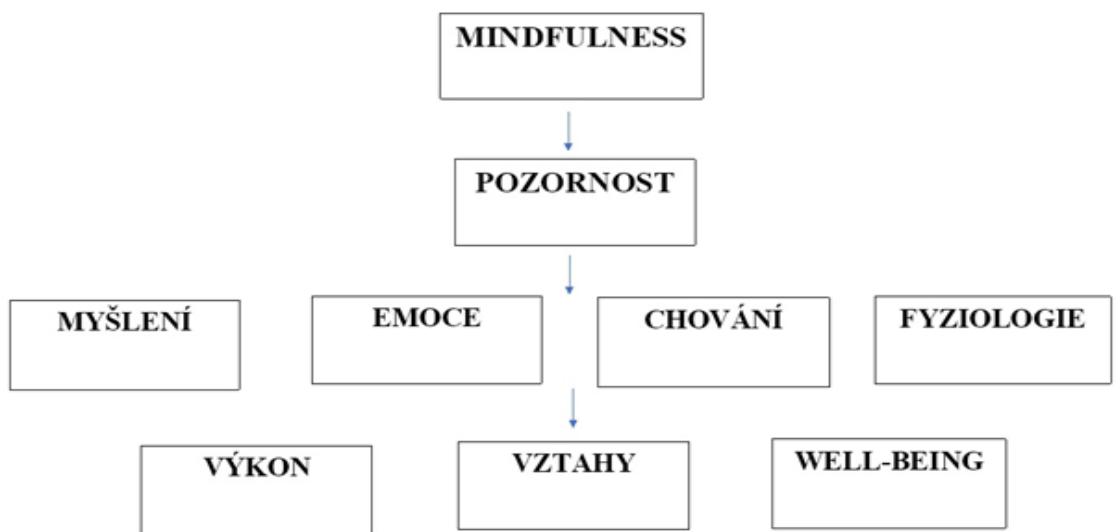 MINDFULNESS
POZORNOST
MYŠLENÍ
EMOCE
CHOVÁNÍ
FYZIOLOGIE
VÝKON
VZTAHY
WELL-BEING